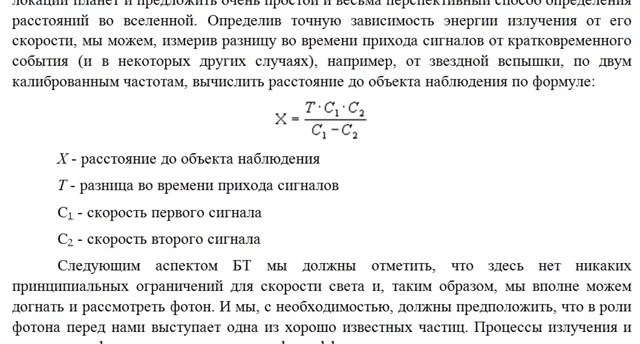 локации планет и предложить очень простой и весьма перспективный способ определения
расстояний во вселенной. Определив точную зависимость энергии излучения от его
скорости, мы можем, измерив разницу во времени прихода сигналов от кратковременного
события (и в некоторых других случаях), например, от звездной вспышки, по двум
калиброванным частотам, вычислить расстояние до объекта наблюдения по формуле:
X = T · C₁ · C₂ / C₁ − C₂
X - расстояние до объекта наблюдения
T - разница во времени прихода сигналов
C₁ - скорость первого сигнала
C₂ - скорость второго сигнала
Следующим аспектом БТ мы должны отметить, что здесь нет никаких
принципиальных ограничений для скорости света и, таким образом, мы вполне можем
догнать и рассмотреть фотон. И мы, с необходимостью, должны предположить, что в роли
фотона перед нами выступает одна из хорошо известных частиц. Процессы излучения и